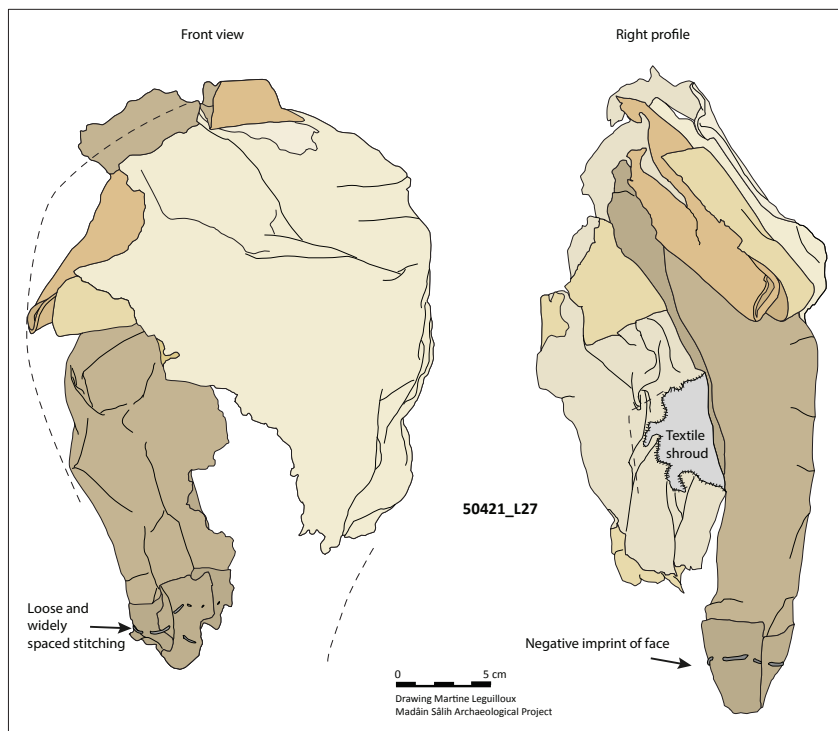 Front view
Right profile
Textile
shroud
50421_L27
Loose and
widely
spaced stitching
Negative imprint of face
0 5 cm
Drawing Martine Leguilloux
Madâin Sâlih Archaeological Project